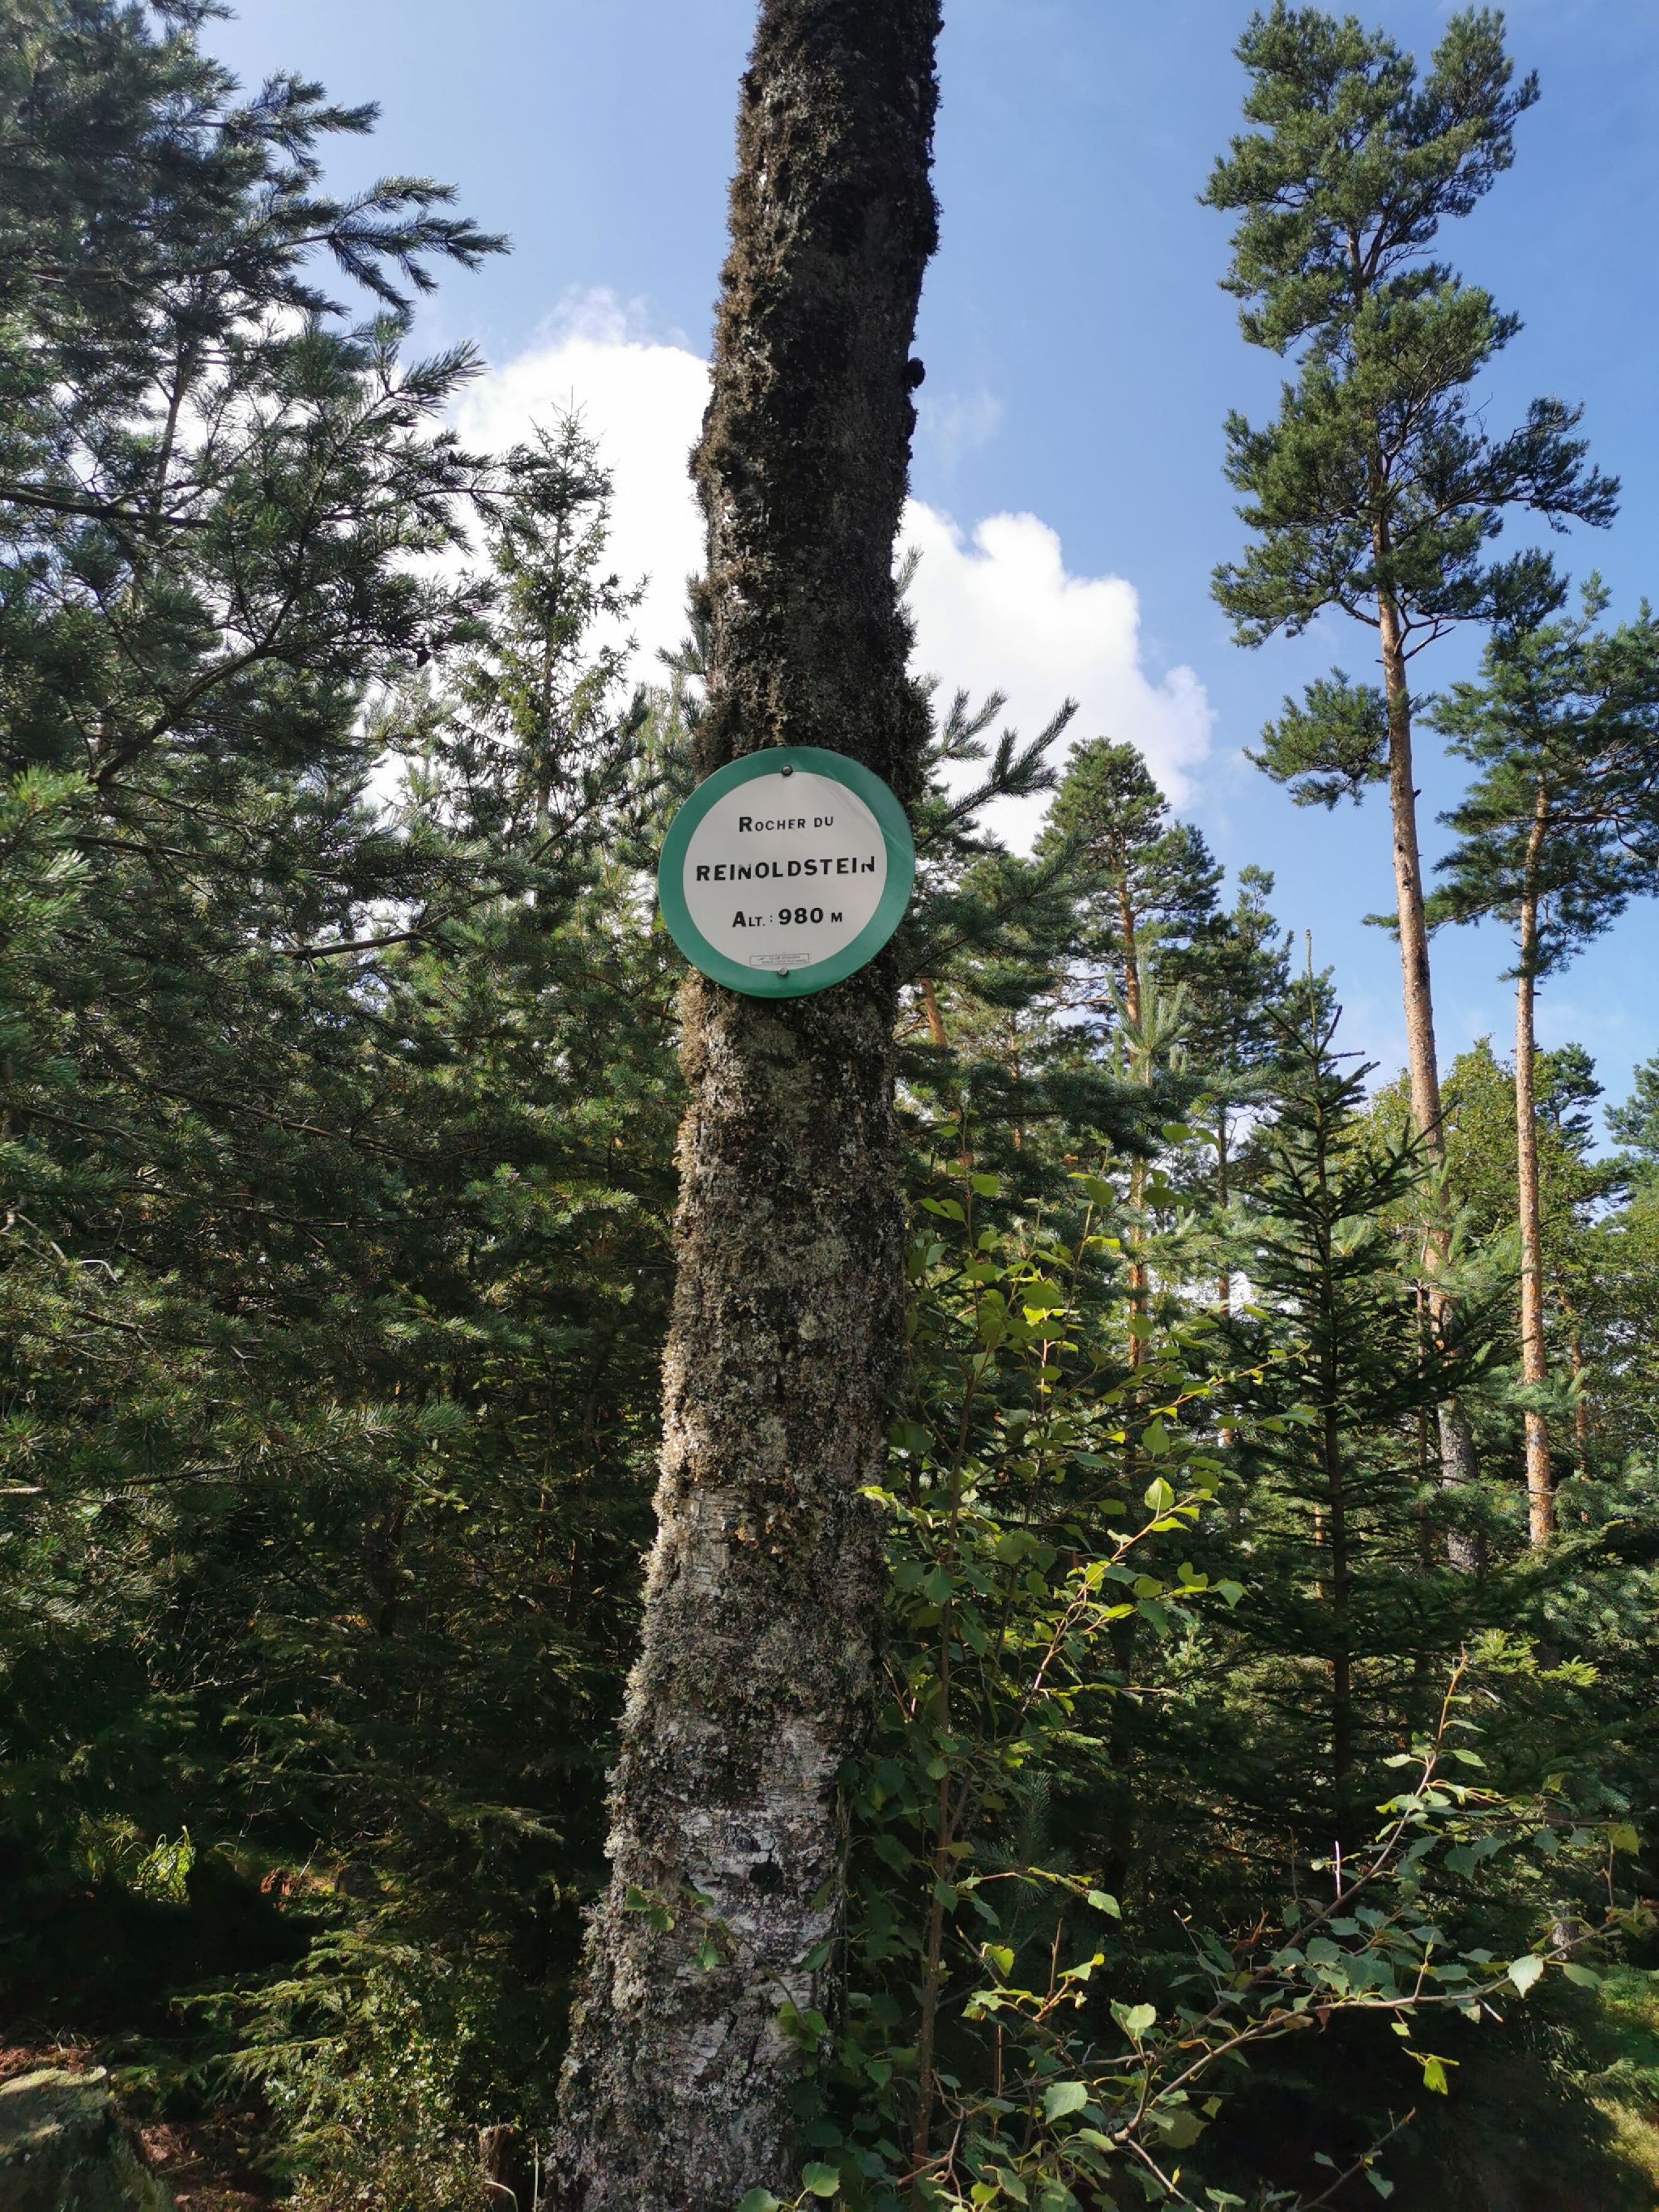 Rocher du
REINOLDSTEIN
Alt. : 980 m